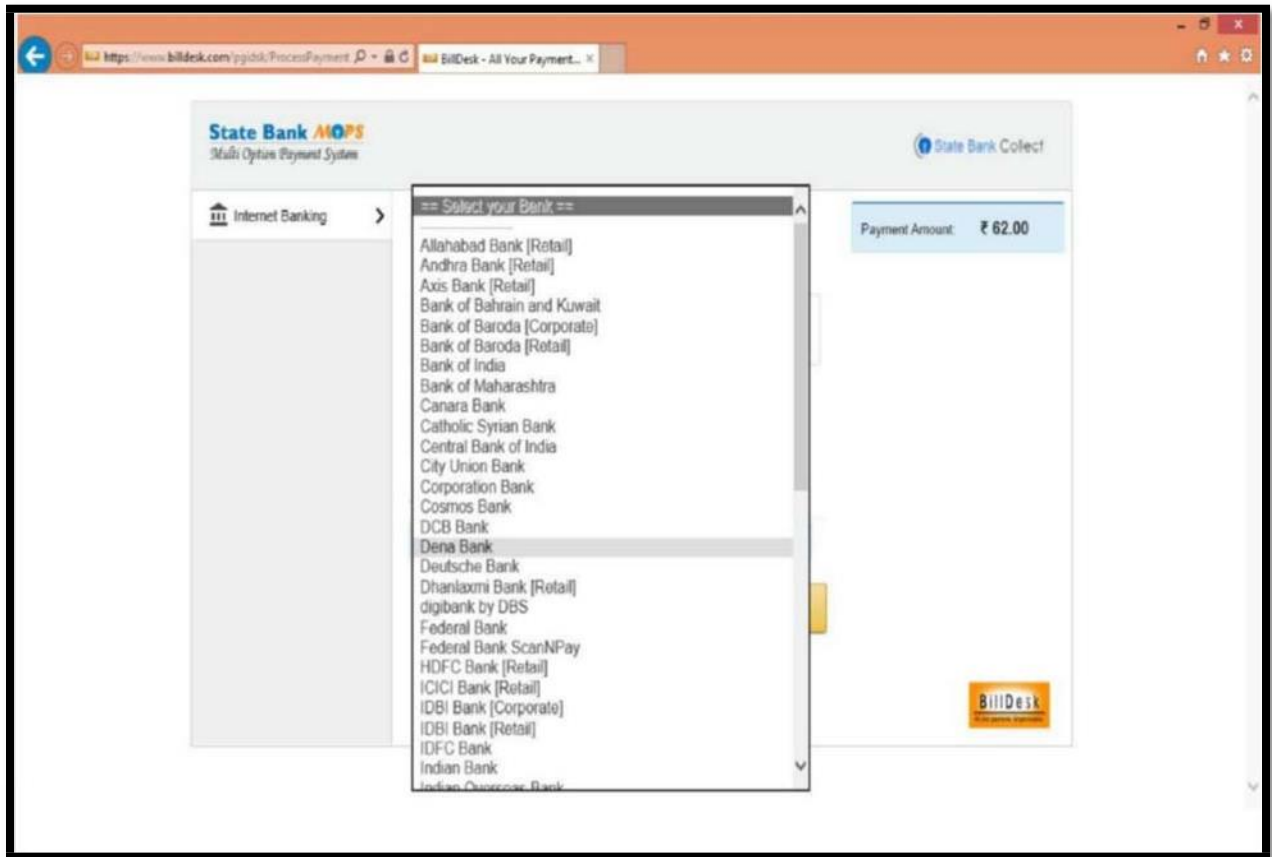 https://www.billdesk.com/pgidsk/ProcessPayment
BillDesk - All Your Payment...
State Bank MOPS
Multi Option Payment System
State Bank Collect
Internet Banking
Payment Amount: ₹ 62.00
== Select your Bank ==
--------------------
Allahabad Bank [Retail]
Andhra Bank [Retail]
Axis Bank [Retail]
Bank of Bahrain and Kuwait
Bank of Baroda [Corporate]
Bank of Baroda [Retail]
Bank of India
Bank of Maharashtra
Canara Bank
Catholic Syrian Bank
Central Bank of India
City Union Bank
Corporation Bank
Cosmos Bank
DCB Bank
Dena Bank
Deutsche Bank
Dhanlaxmi Bank [Retail]
digibank by DBS
Federal Bank
Federal Bank ScanNPay
HDFC Bank [Retail]
ICICI Bank [Retail]
IDBI Bank [Corporate]
IDBI Bank [Retail]
IDFC Bank
Indian Bank
Indian Overseas Bank
BillDesk